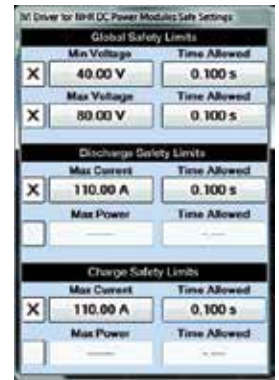 IVI Driver for NHR DC Power Modules Safe Settings
Global Safety Limits
Min Voltage Time Allowed
X 40.00 V 0.100 s
Max Voltage Time Allowed
X 80.00 V 0.100 s
Discharge Safety Limits
Max Current Time Allowed
X 110.00 A 0.100 s
Max Power Time Allowed
Charge Safety Limits
Max Current Time Allowed
X 110.00 A 0.100 s
Max Power Time Allowed